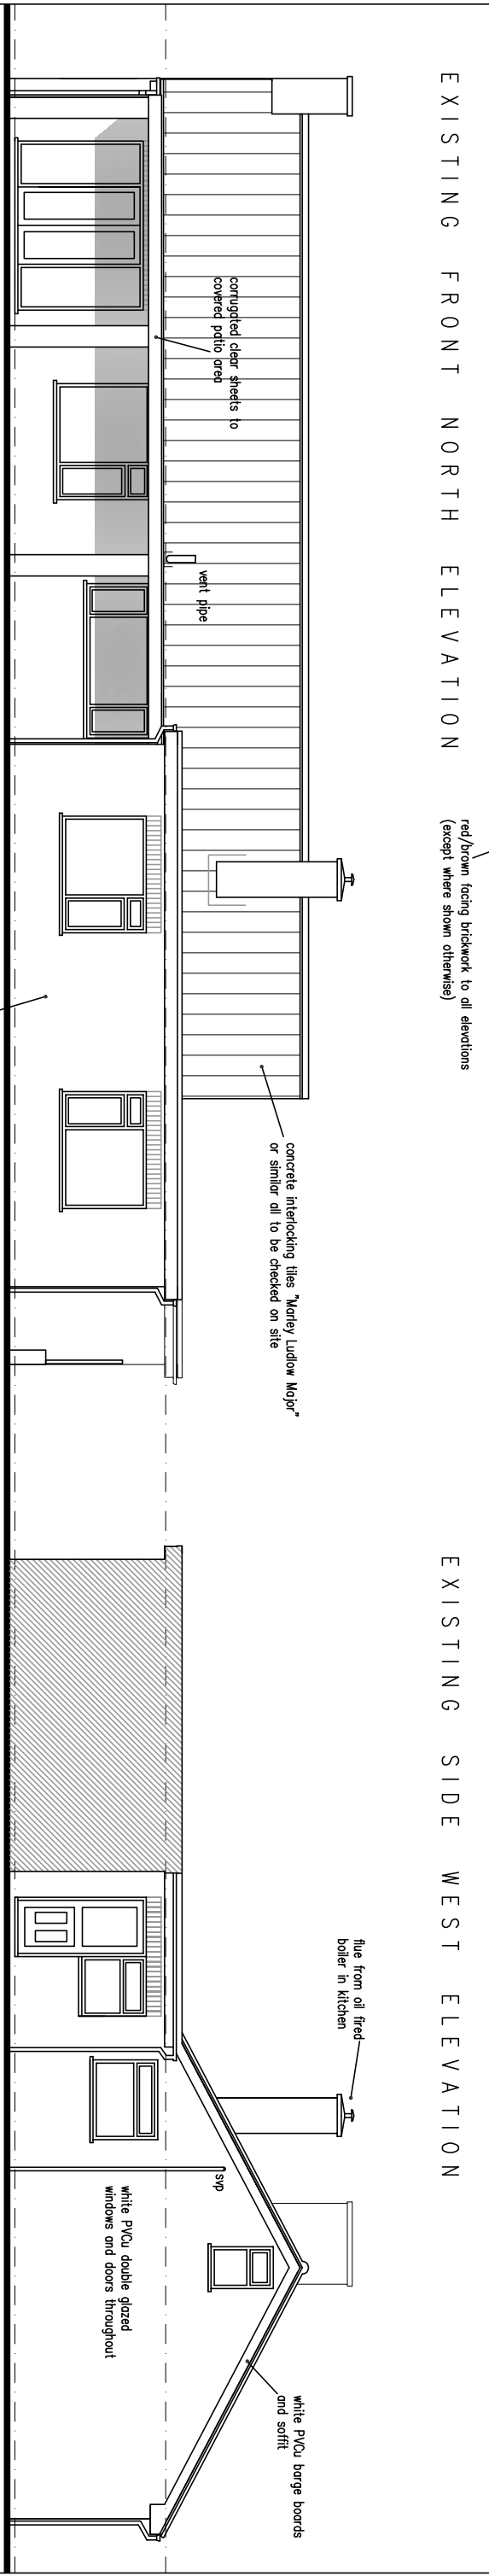 EXISTING FRONT NORTH ELEVATION
red/brown facing brickwork to all elevations
(except where shown otherwise)
corrugated clear sheets to
covered patio area
vent pipe
concrete interlocking tiles "Marley Ludlow Major"
or similar all to be checked on site
EXISTING SIDE WEST ELEVATION
flue from oil fired
boiler in kitchen
svp
white PVCu double glazed
windows and doors throughout
white PVCu barge boards
and soffit